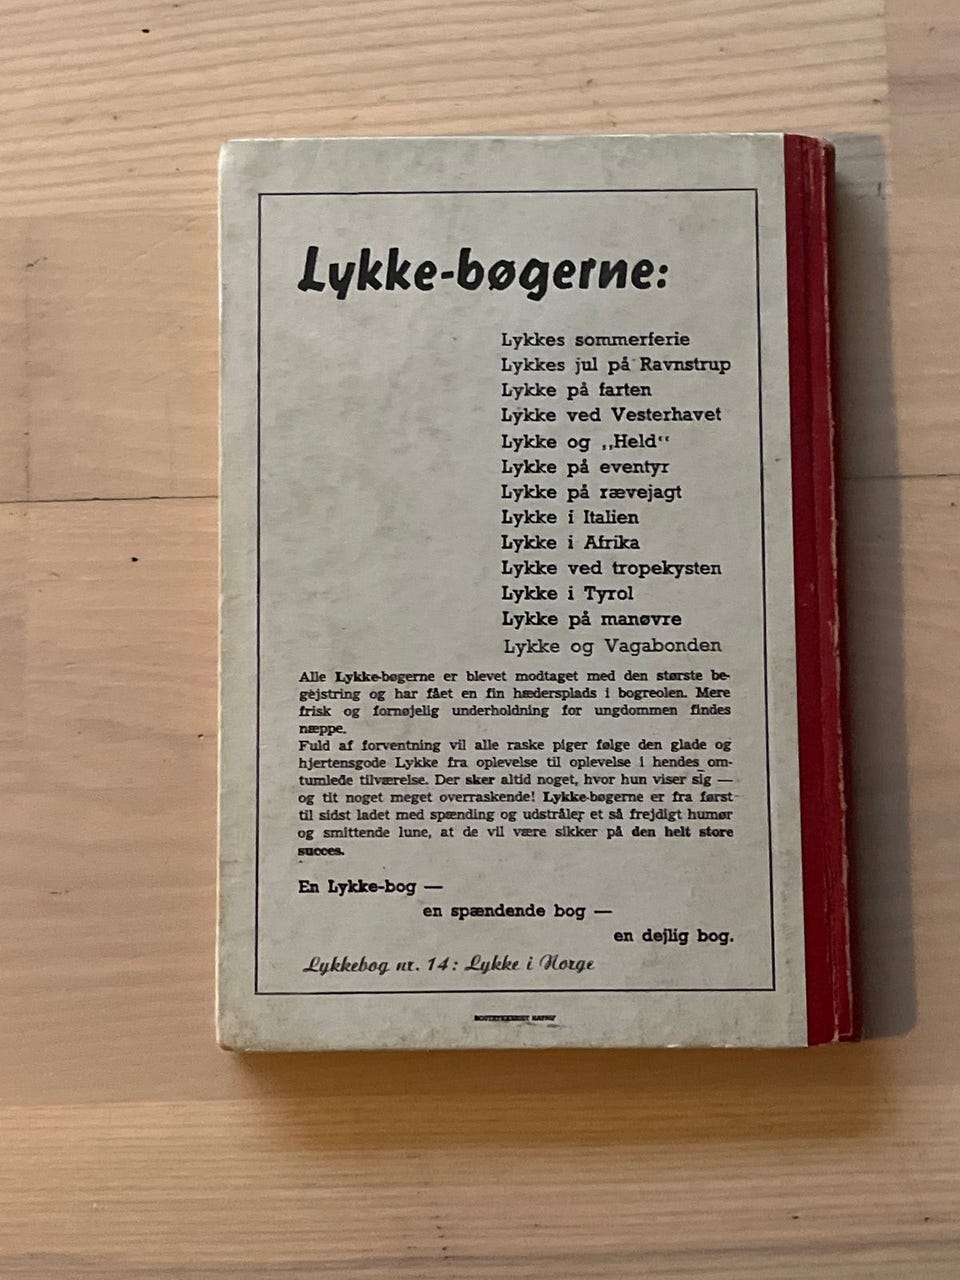 Lykke-bøgerne:
Lykkes sommerferie
Lykkes jul på Ravnstrup
Lykke på farten
Lykke ved Vesterhavet
Lykke og „Held“
Lykke på eventyr
Lykke på rævejagt
Lykke i Italien
Lykke i Afrika
Lykke ved tropekysten
Lykke i Tyrol
Lykke på manøvre
Lykke og Vagabonden
Alle Lykke-bøgerne er blevet modtaget med den største be-
gejstring og har fået en fin hædersplads i bogreolen. Mere
frisk og fornøjelig underholdning for ungdommen findes
næppe.
Fuld af forventning vil alle raske piger følge den glade og
hjertensgode Lykke fra oplevelse til oplevelse i hendes om-
tumlede tilværelse. Der sker altid noget, hvor hun viser sig —
og tit noget meget overraskende! Lykke-bøgerne er fra først
til sidst ladet med spænding og udstråler et så frejdigt humør
og smittende lune, at de vil være sikker på den helt store
succes.
En Lykke-bog —
en spændende bog —
en dejlig bog.
Lykkebog nr. 14: Lykke i Norge